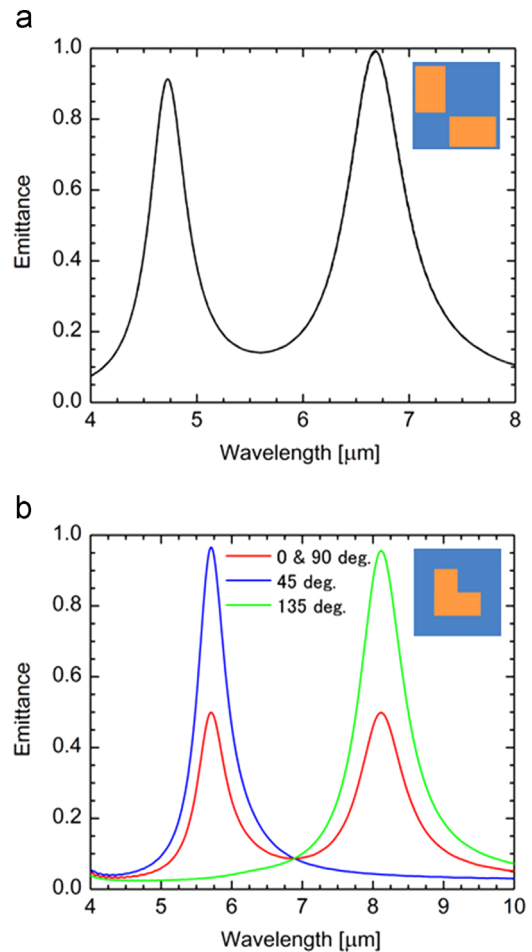 a
1.0
0.8
0.6
0.4
0.2
0.0
Emittance
4 5 6 7 8
Wavelength [μm]
b
1.0
0.8
0.6
0.4
0.2
0.0
Emittance
0 & 90 deg.
45 deg.
135 deg.
4 5 6 7 8 9 10
Wavelength [μm]